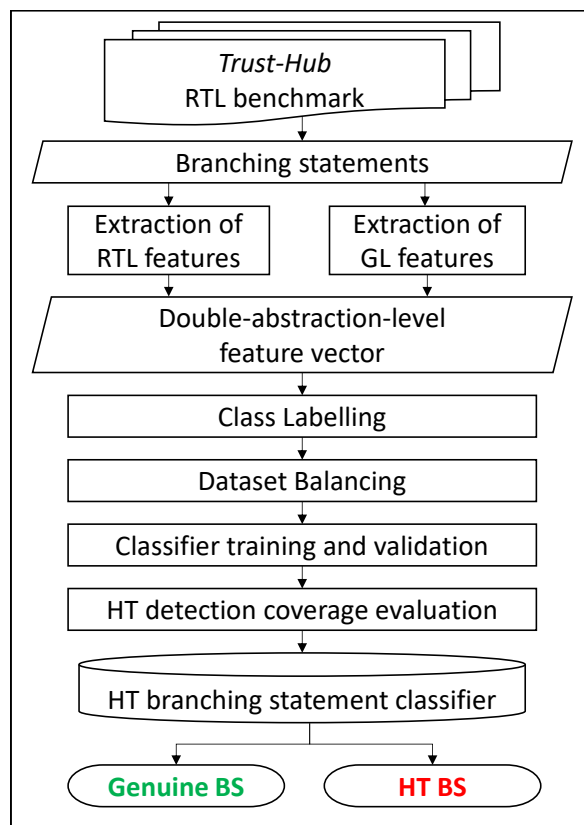 Trust-Hub
RTL benchmark
Branching statements
Extraction of
RTL features
Extraction of
GL features
Double-abstraction-level
feature vector
Class Labelling
Dataset Balancing
Classifier training and validation
HT detection coverage evaluation
HT branching statement classifier
Genuine BS
HT BS